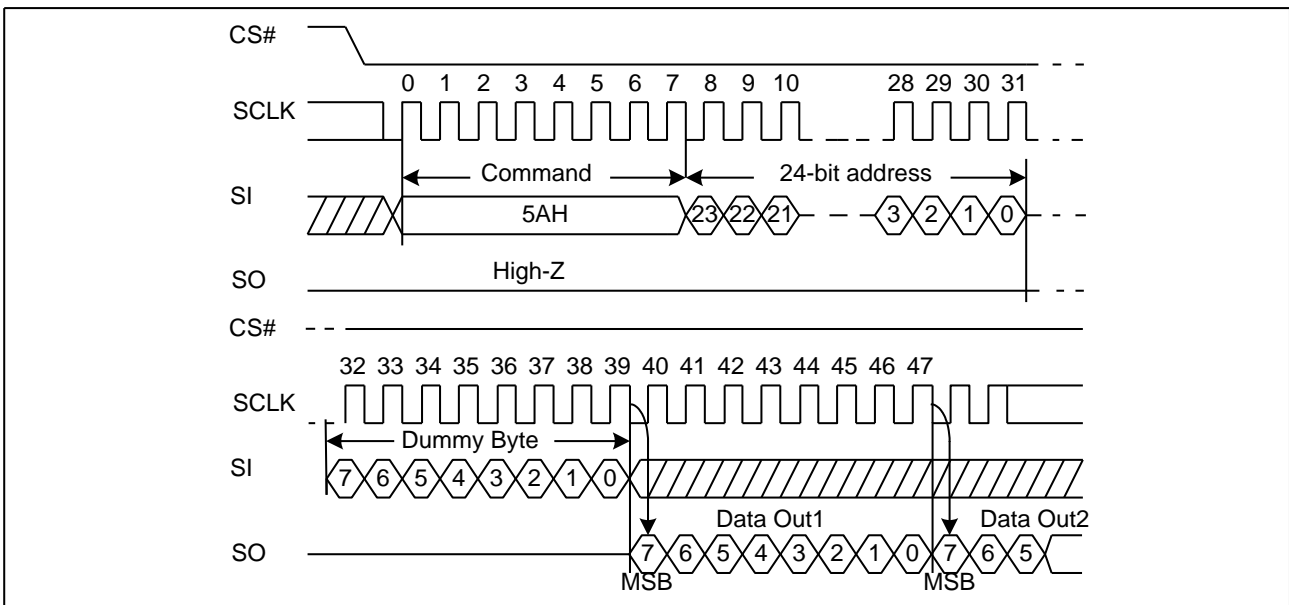 CS#
0 1 2 3 4 5 6 7 8 9 10 28 29 30 31
SCLK
Command 24-bit address
SI
5AH 23 22 21 3 2 1 0
High-Z
SO
CS#
32 33 34 35 36 37 38 39 40 41 42 43 44 45 46 47
SCLK
Dummy Byte
SI
7 6 5 4 3 2 1 0
Data Out1 Data Out2
SO
7 6 5 4 3 2 1 0 7 6 5
MSB MSB